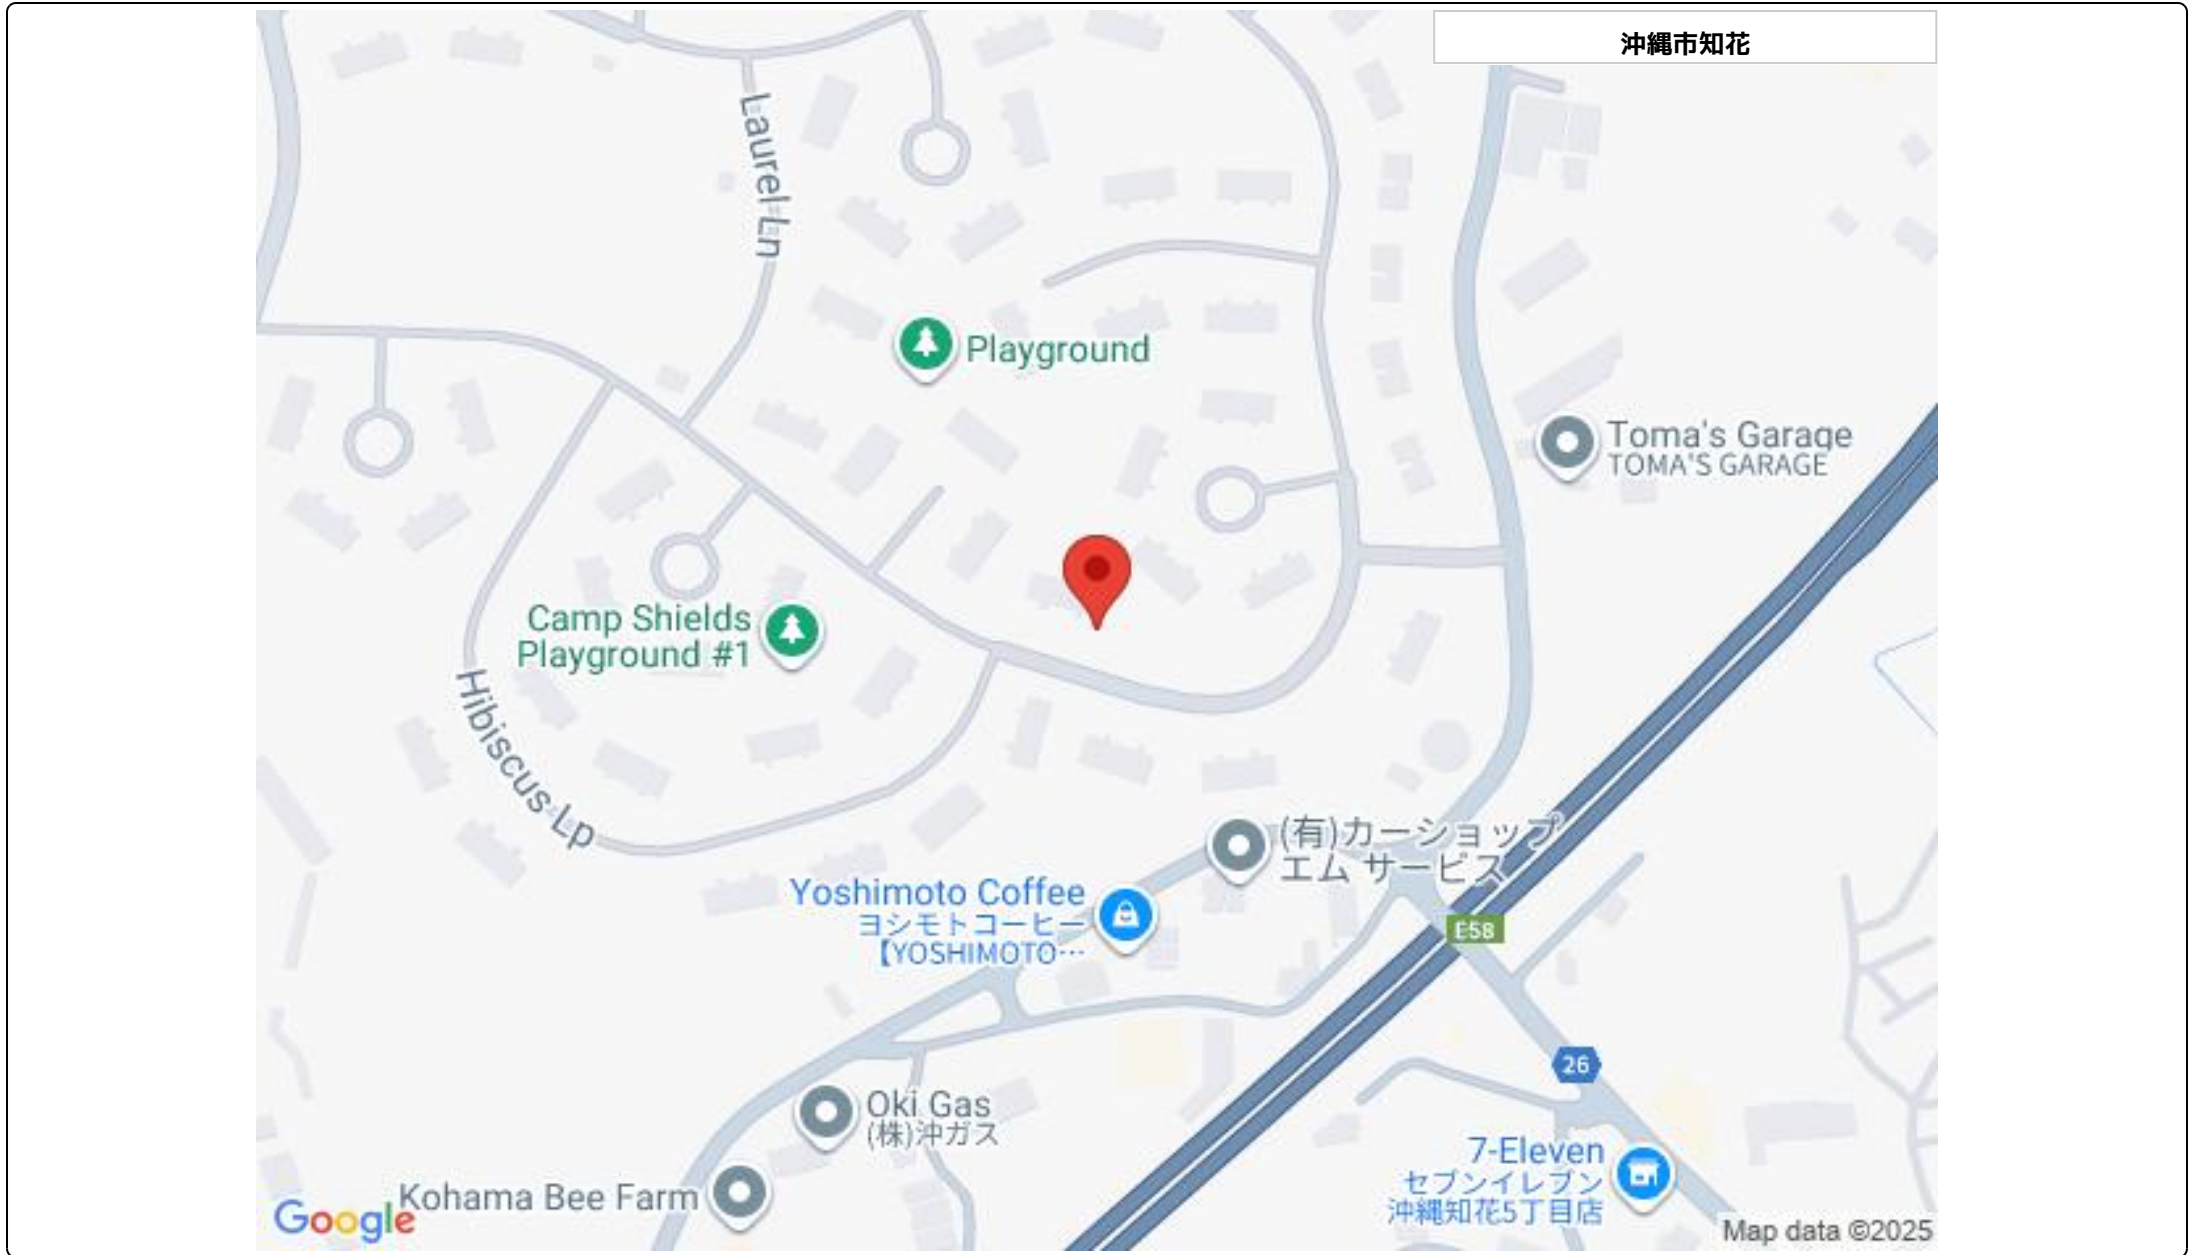 沖縄市知花
Laurel Ln
Playground
Toma's Garage
TOMA'S GARAGE
Camp Shields
Playground #1
Hibiscus Lp
(有)カーショップ
エム サービス
Yoshimoto Coffee
ヨシモトコーヒー
【YOSHIMOTO…
E58
26
Oki Gas
(株)沖ガス
7-Eleven
セブンイレブン
沖縄知花5丁目店
Kohama Bee Farm
Google
Map data ©2025